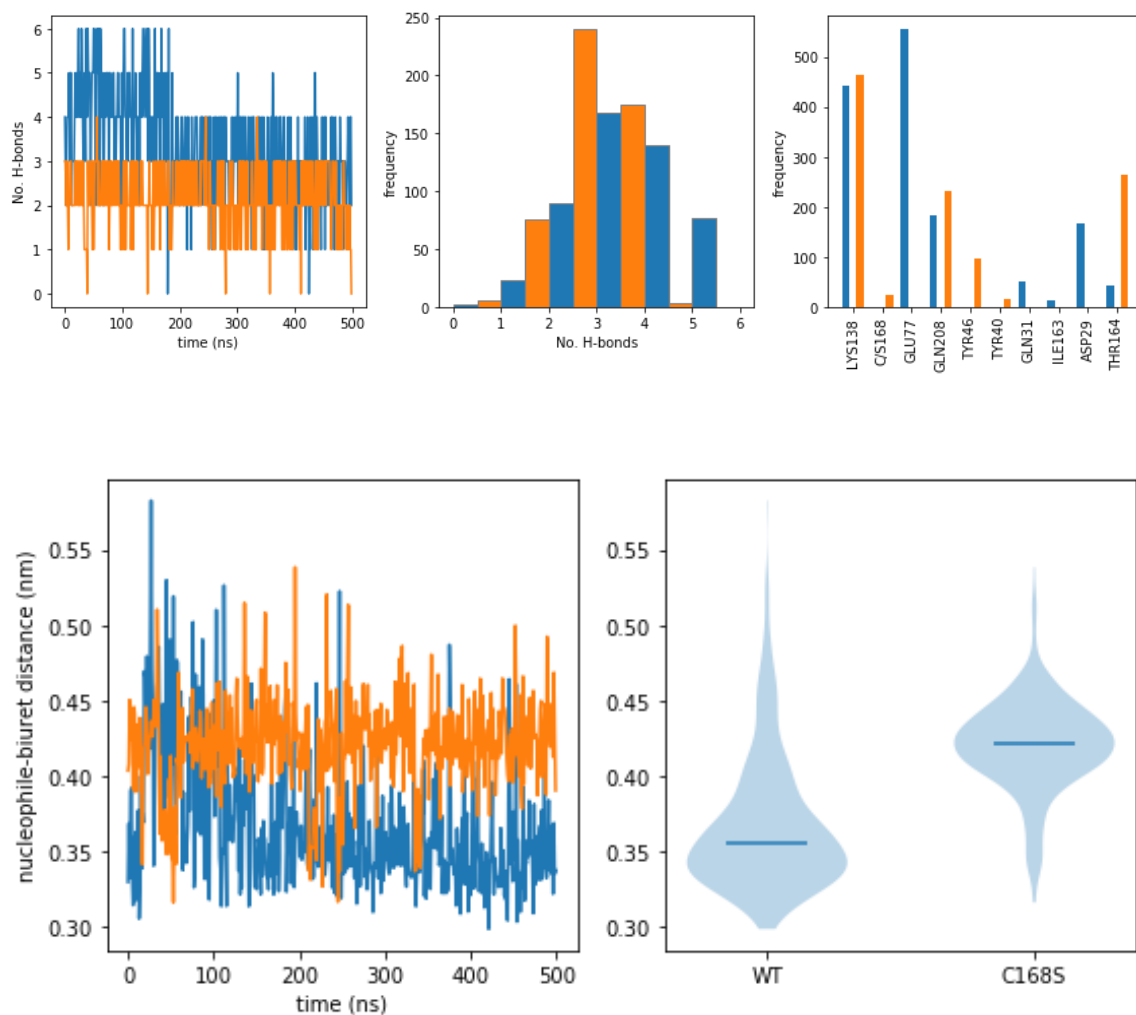 No. H-bonds
6
5
4
3
2
1
0
0 100 200 300 400 500
time (ns)
frequency
250
200
150
100
50
0
0 1 2 3 4 5 6
No. H-bonds
frequency
500
400
300
200
100
0
LYS138
C/S168
GLU77
GLN208
TYR46
TYR40
GLN31
ILE163
ASP29
THR164
nucleophile-biuret distance (nm)
0.55
0.50
0.45
0.40
0.35
0.30
0 100 200 300 400 500
time (ns)
0.55
0.50
0.45
0.40
0.35
0.30
WT C168S